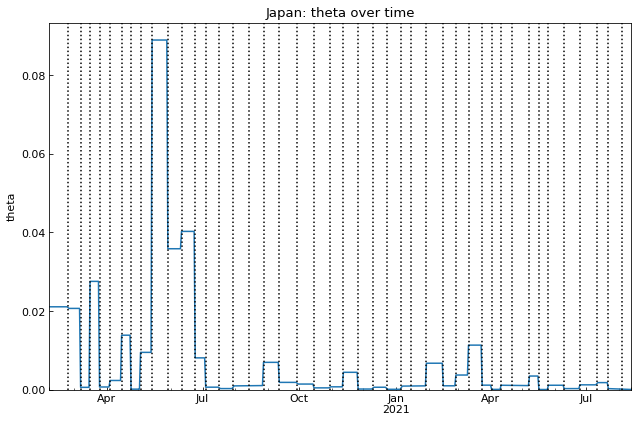 Japan: theta over time
theta
0.08
0.06
0.04
0.02
0.00
Apr
Jul
Oct
Jan
2021
Apr
Jul